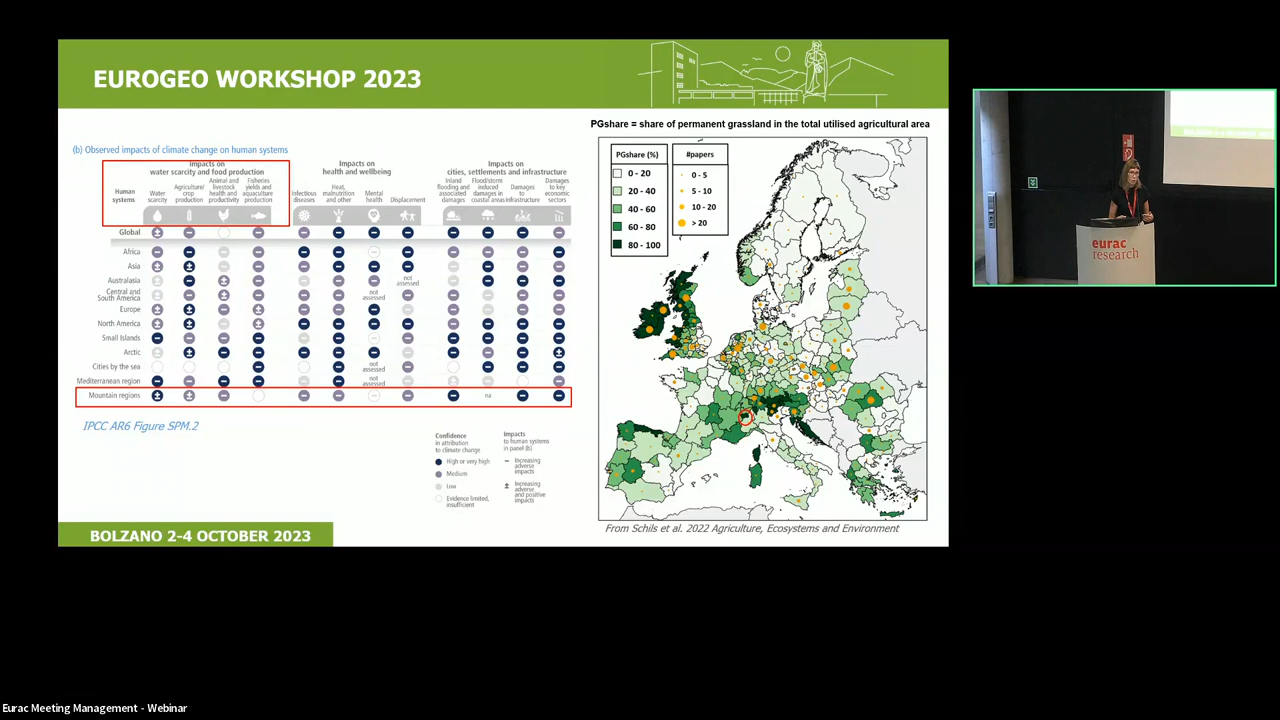 EUROGEO WORKSHOP 2023
PGshare = share of permanent grassland in the total utilised agricultural area
(b) Observed impacts of climate change on human systems
Impacts on
water scarcity and food production
Impacts on
health and wellbeing
Impacts on
cities, settlements and infrastructure
Human
systems
Water
scarcity
Agriculture/
crop
production
Animal and
livestock
health and
productivity
Fisheries
yields and
aquaculture
production
Infectious
diseases
Heat,
malnutrition
and other
Mental
health
Displacement
Inland
flooding and
associated
damages
Flood/storm
induced
damages in
coastal areas
Damages
to
infrastructure
Damages
to key
economic
sectors
Global
Africa
Asia
Australasia
not
assessed
Central and
South America
not
assessed
Europe
North America
Small Islands
Arctic
Cities by the sea
not
assessed
Mediterranean region
not
assessed
Mountain regions
na
IPCC AR6 Figure SPM.2
Confidence
in attribution
to climate change
High or very high
Medium
Low
Evidence limited,
insufficient
Impacts
to human systems
in panel (b)
Increasing
adverse
impacts
Increasing
adverse
and positive
impacts
PGshare (%)
0 - 20
20 - 40
40 - 60
60 - 80
80 - 100
#papers
0 - 5
5 - 10
10 - 20
> 20
From Schils et al. 2022 Agriculture, Ecosystems and Environment
BOLZANO 2-4 OCTOBER 2023
eurac
research
Eurac Meeting Management - Webinar